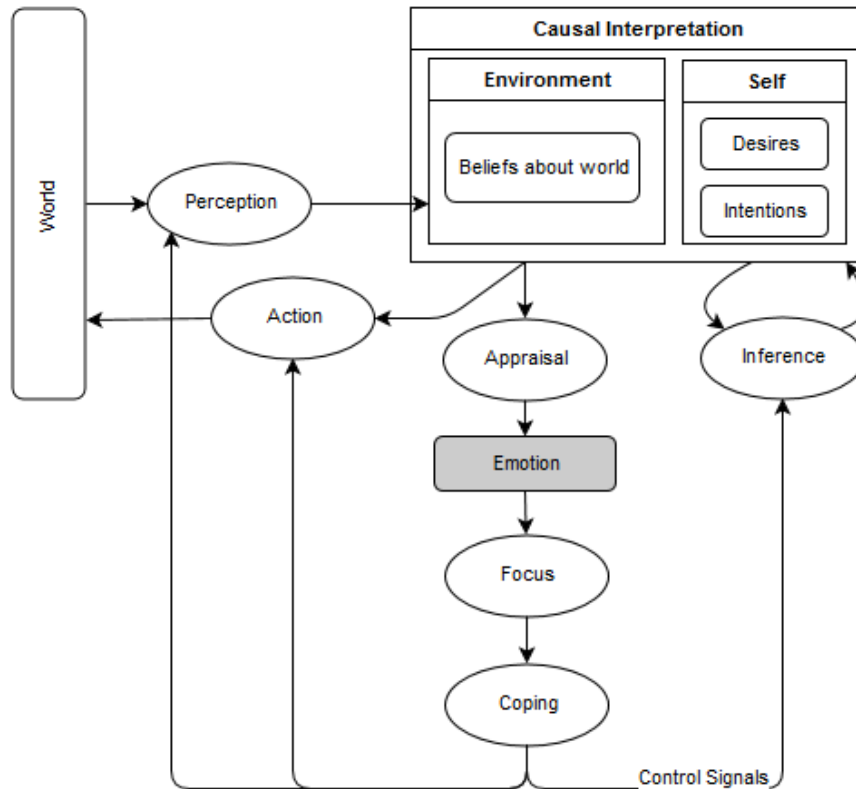 Causal Interpretation
Environment
Self
Beliefs about world
Desires
Intentions
World
Perception
Action
Appraisal
Inference
Emotion
Focus
Coping
Control Signals